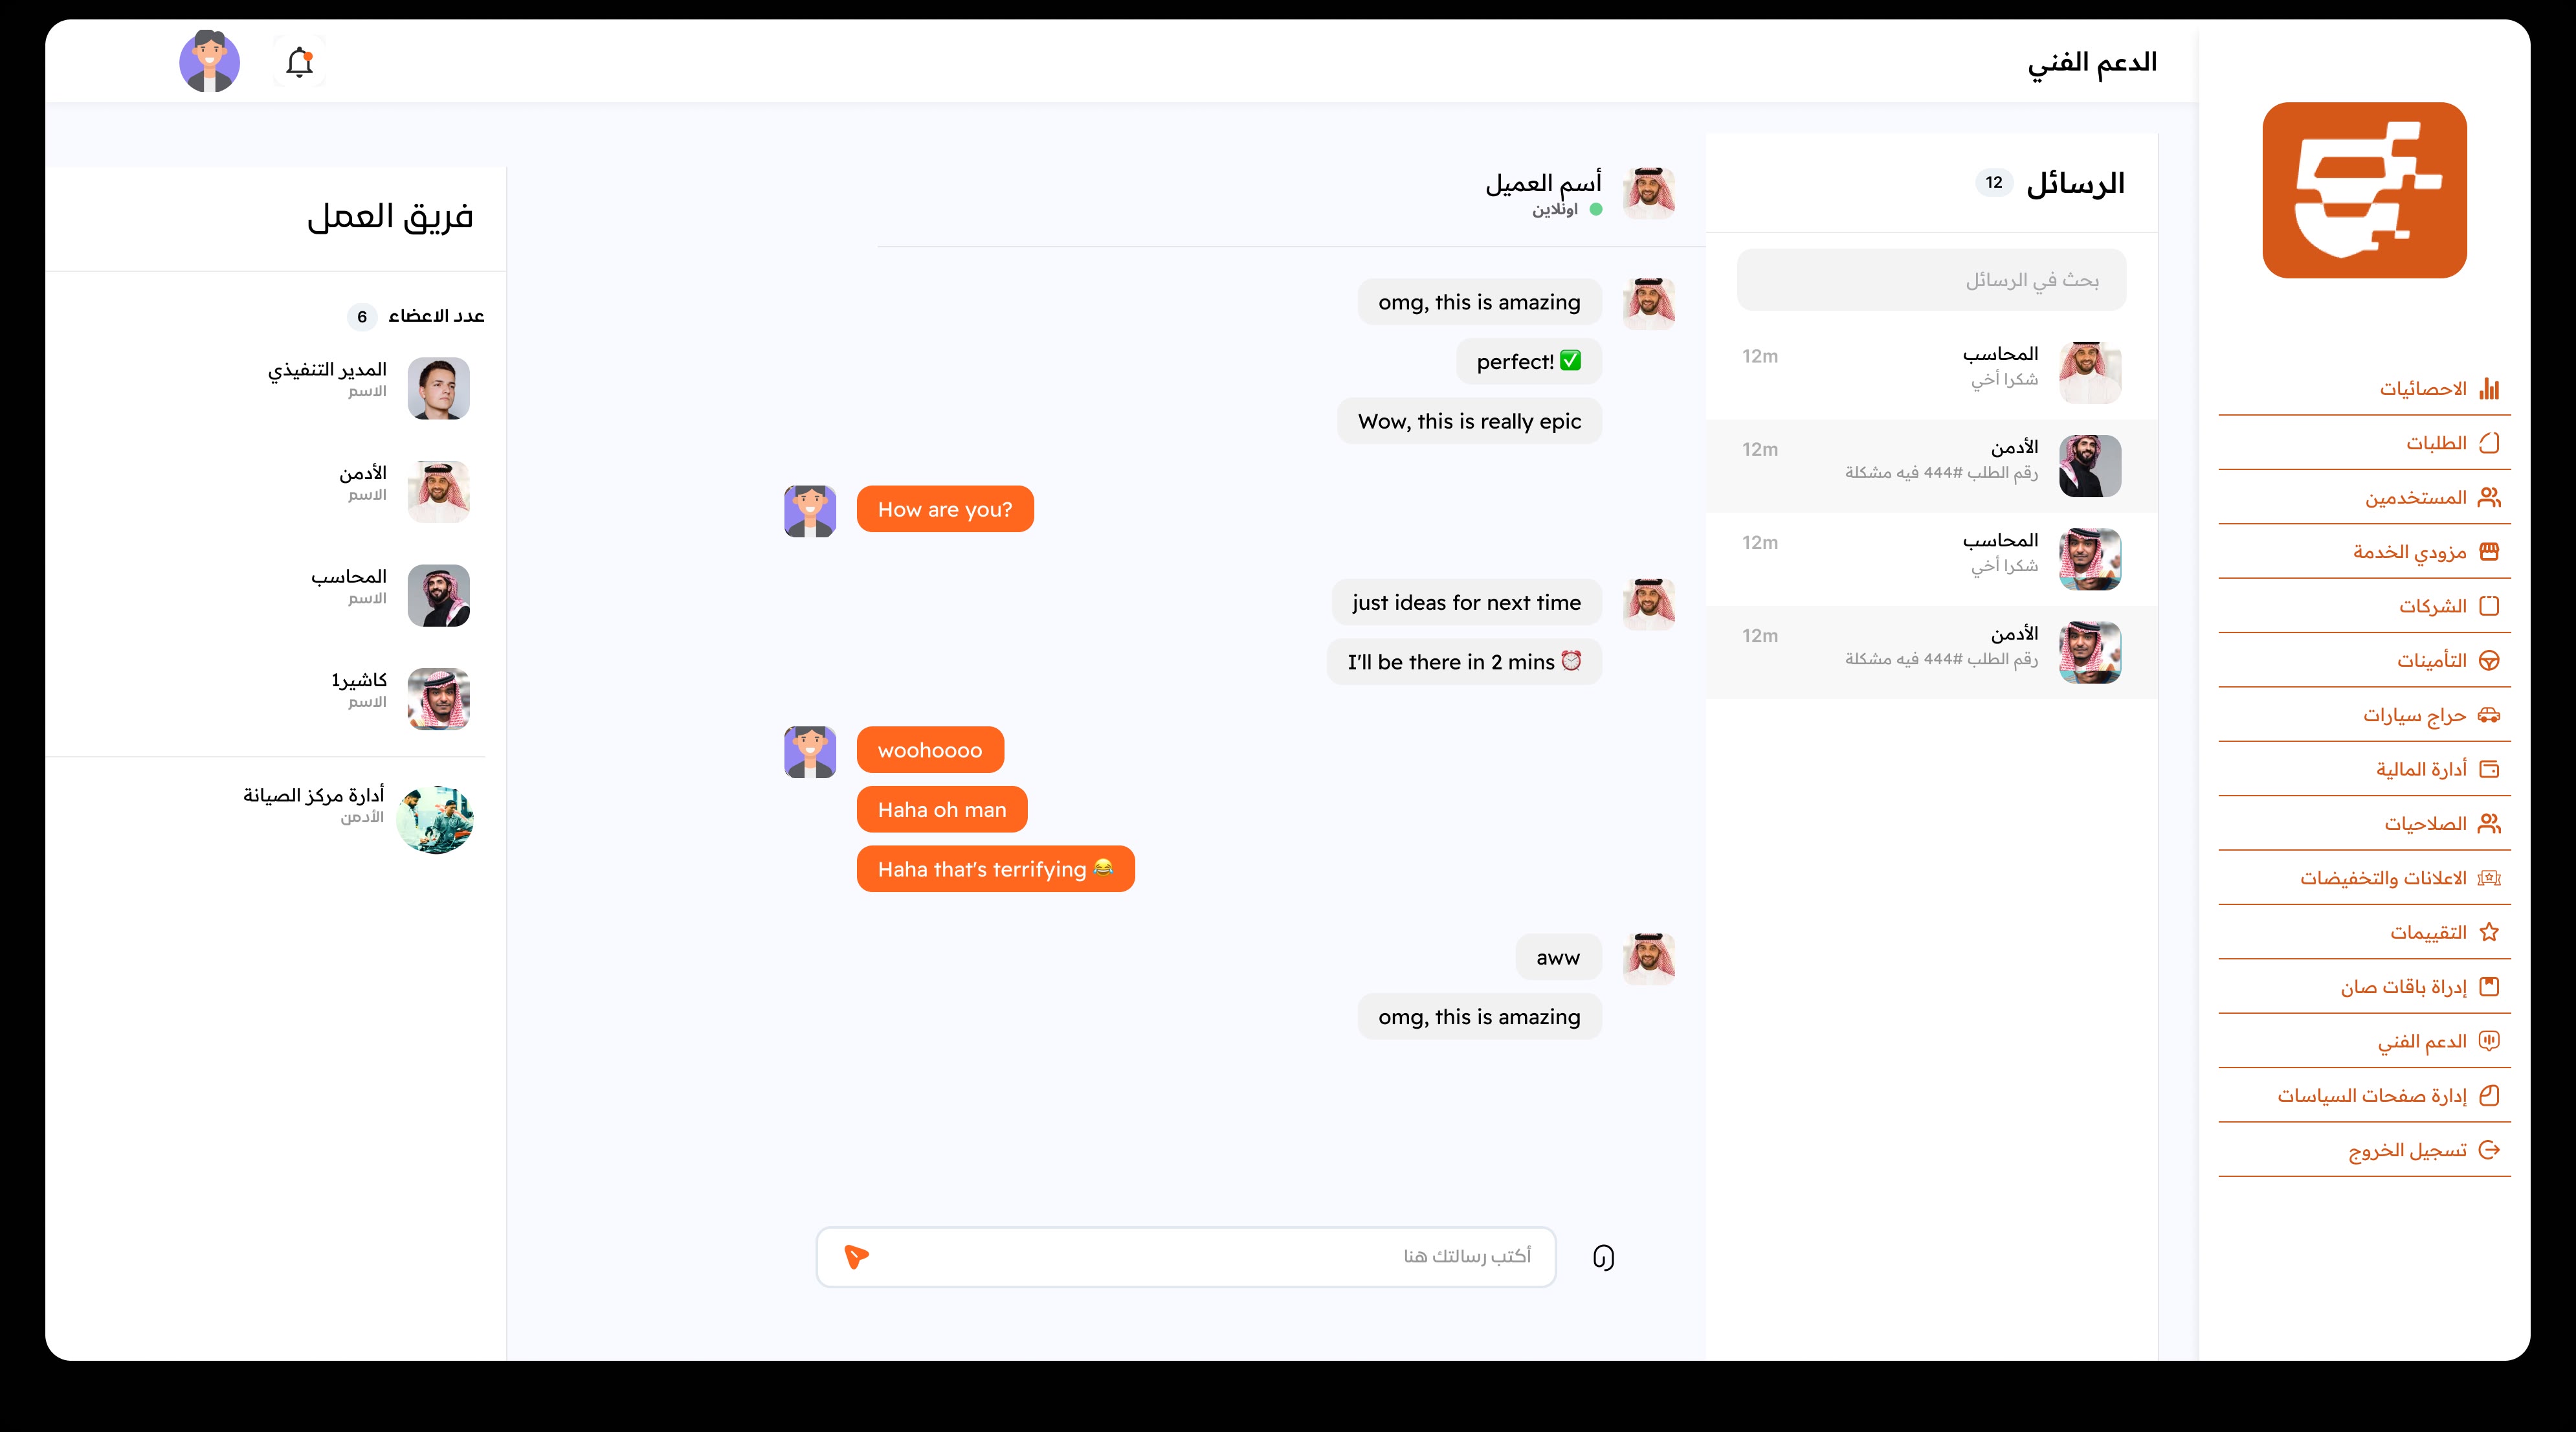 الدعم الفني
الاحصائيات
الطلبات
المستخدمين
مزودي الخدمة
الشركات
التأمينات
حراج سيارات
أدارة المالية
الصلاحيات
الاعلانات والتخفيضات
التقييمات
إدراة باقات صان
الدعم الفني
إدارة صفحات السياسات
تسجيل الخروج
الرسائل 12
بحث في الرسائل
المحاسب 12m
شكرا أخي
الأدمن 12m
رقم الطلب #444 فيه مشكلة
المحاسب 12m
شكرا أخي
الأدمن 12m
رقم الطلب #444 فيه مشكلة
أسم العميل
اونلاين
omg, this is amazing
perfect! ✅
Wow, this is really epic
How are you?
just ideas for next time
I'll be there in 2 mins ⏰
woohoooo
Haha oh man
Haha that's terrifying 😂
aww
omg, this is amazing
أكتب رسالتك هنا
فريق العمل
عدد الاعضاء 6
المدير التنفيذي
الاسم
الأدمن
الاسم
المحاسب
الاسم
كاشير1
الاسم
أدارة مركز الصيانة
الأدمن